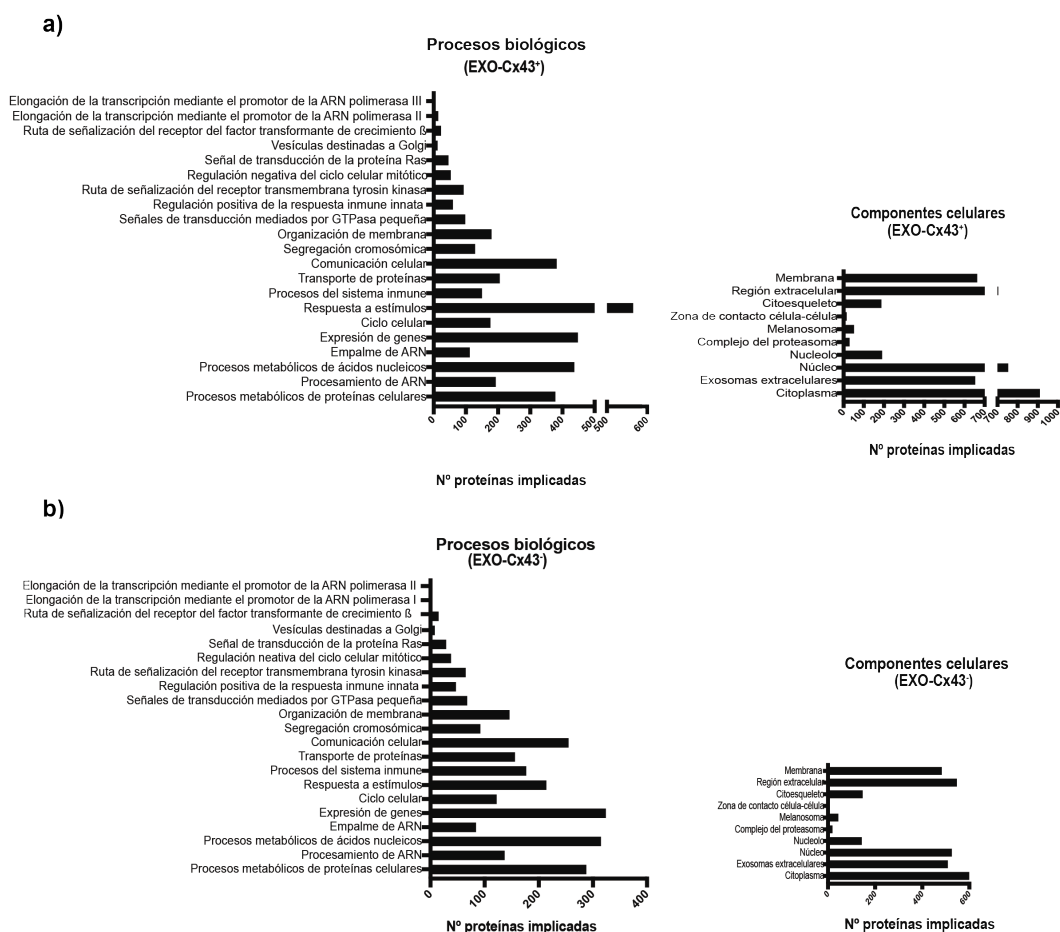 a)
Procesos biológicos
(EXO-Cx43⁺)
Elongación de la transcripción mediante el promotor de la ARN polimerasa III
Elongación de la transcripción mediante el promotor de la ARN polimerasa II
Ruta de señalización del receptor del factor transformante de crecimiento ß
Vesículas destinadas a Golgi
Señal de transducción de la proteína Ras
Regulación negativa del ciclo celular mitótico
Ruta de señalización del receptor transmembrana tyrosin kinasa
Regulación positiva de la respuesta inmune innata
Señales de transducción mediados por GTPasa pequeña
Organización de membrana
Segregación cromosómica
Comunicación celular
Transporte de proteínas
Procesos del sistema inmune
Respuesta a estímulos
Ciclo celular
Expresión de genes
Empalme de ARN
Procesos metabólicos de ácidos nucleicos
Procesamiento de ARN
Procesos metabólicos de proteínas celulares
0 100 200 300 400 500 500 600
Nº proteínas implicadas
Componentes celulares
(EXO-Cx43⁺)
Membrana
Región extracelular
Citoesqueleto
Zona de contacto célula-célula
Melanosoma
Complejo del proteasoma
Nucleolo
Núcleo
Exosomas extracelulares
Citoplasma
0 100 200 300 400 500 600 700 700 800 900 1000
Nº proteínas implicadas
b)
Procesos biológicos
(EXO-Cx43⁻)
Elongación de la transcripción mediante el promotor de la ARN polimerasa II
Elongación de la transcripción mediante el promotor de la ARN polimerasa I
Ruta de señalización del receptor del factor transformante de crecimiento ß
Vesículas destinadas a Golgi
Señal de transducción de la proteína Ras
Regulación neativa del ciclo celular mitótico
Ruta de señalización del receptor transmembrana tyrosin kinasa
Regulación positiva de la respuesta inmune innata
Señales de transducción mediados por GTPasa pequeña
Organización de membrana
Segregación cromosómica
Comunicación celular
Transporte de proteínas
Procesos del sistema inmune
Respuesta a estímulos
Ciclo celular
Expresión de genes
Empalme de ARN
Procesos metabólicos de ácidos nucleicos
Procesamiento de ARN
Procesos metabólicos de proteínas celulares
0 100 200 300 400
Nº proteínas implicadas
Componentes celulares
(EXO-Cx43⁻)
Membrana
Región extracelular
Citoesqueleto
Zona de contacto célula-célula
Melanosoma
Complejo del proteasoma
Nucleolo
Núcleo
Exosomas extracelulares
Citoplasma
0 200 400 600
Nº proteínas implicadas